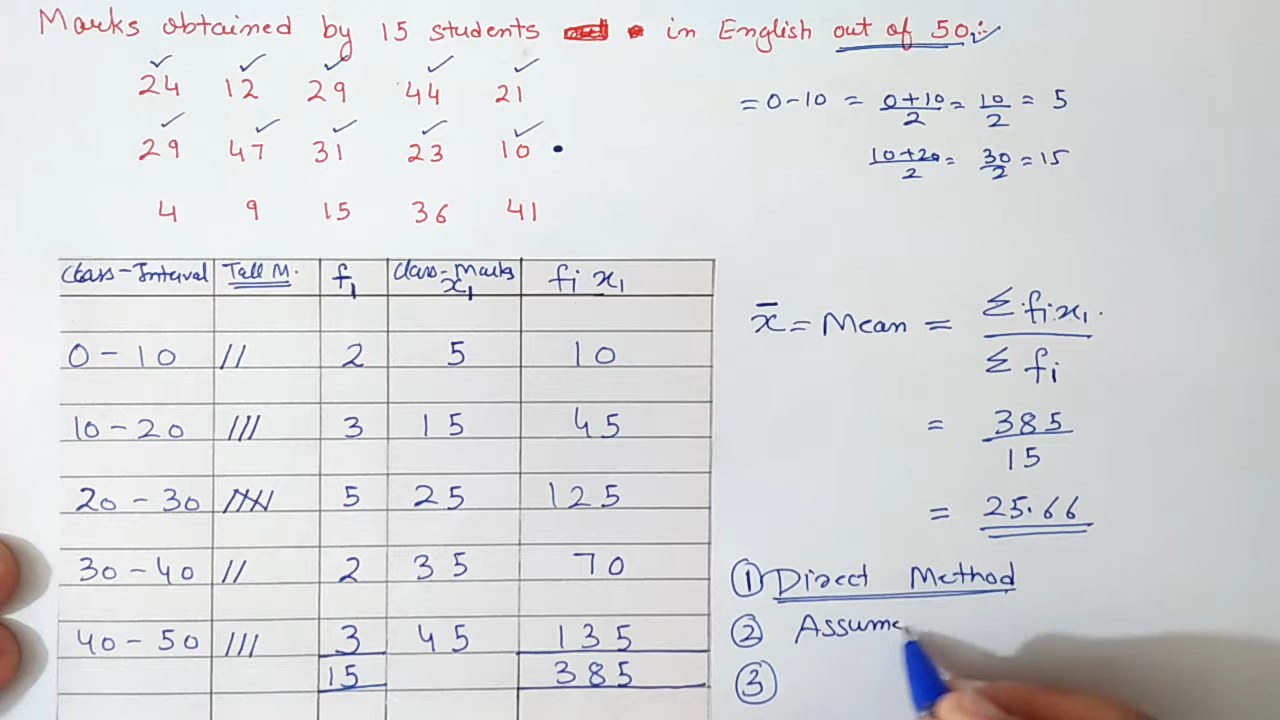 Marks obtained by 15 students in English out of 50:-
24 12 29 44 21
29 47 31 23 10
4 9 15 36 41
= 0-10 = 0+10/2 = 10/2 = 5
10+20/2 = 30/2 = 15
Class-Interval Tall M. f1 Class-Marks x1 fi x1
0-10 // 2 5 10
10-20 /// 3 15 45
20-30 //// 5 25 125
30-40 // 2 35 70
40-50 /// 3 45 135
15 385
x̄ = Mean = Σfix1. / Σfi
= 385/15
= 25.66
① Direct Method
② Assume
③